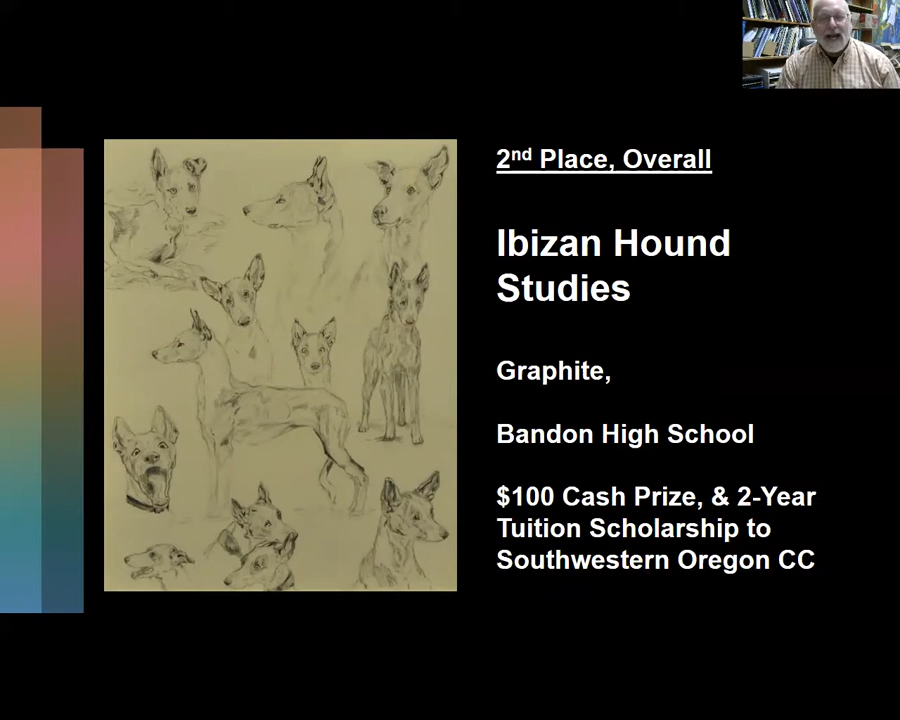 2nd Place, Overall
Ibizan Hound
Studies
Graphite,
Bandon High School
$100 Cash Prize, & 2-Year
Tuition Scholarship to
Southwestern Oregon CC